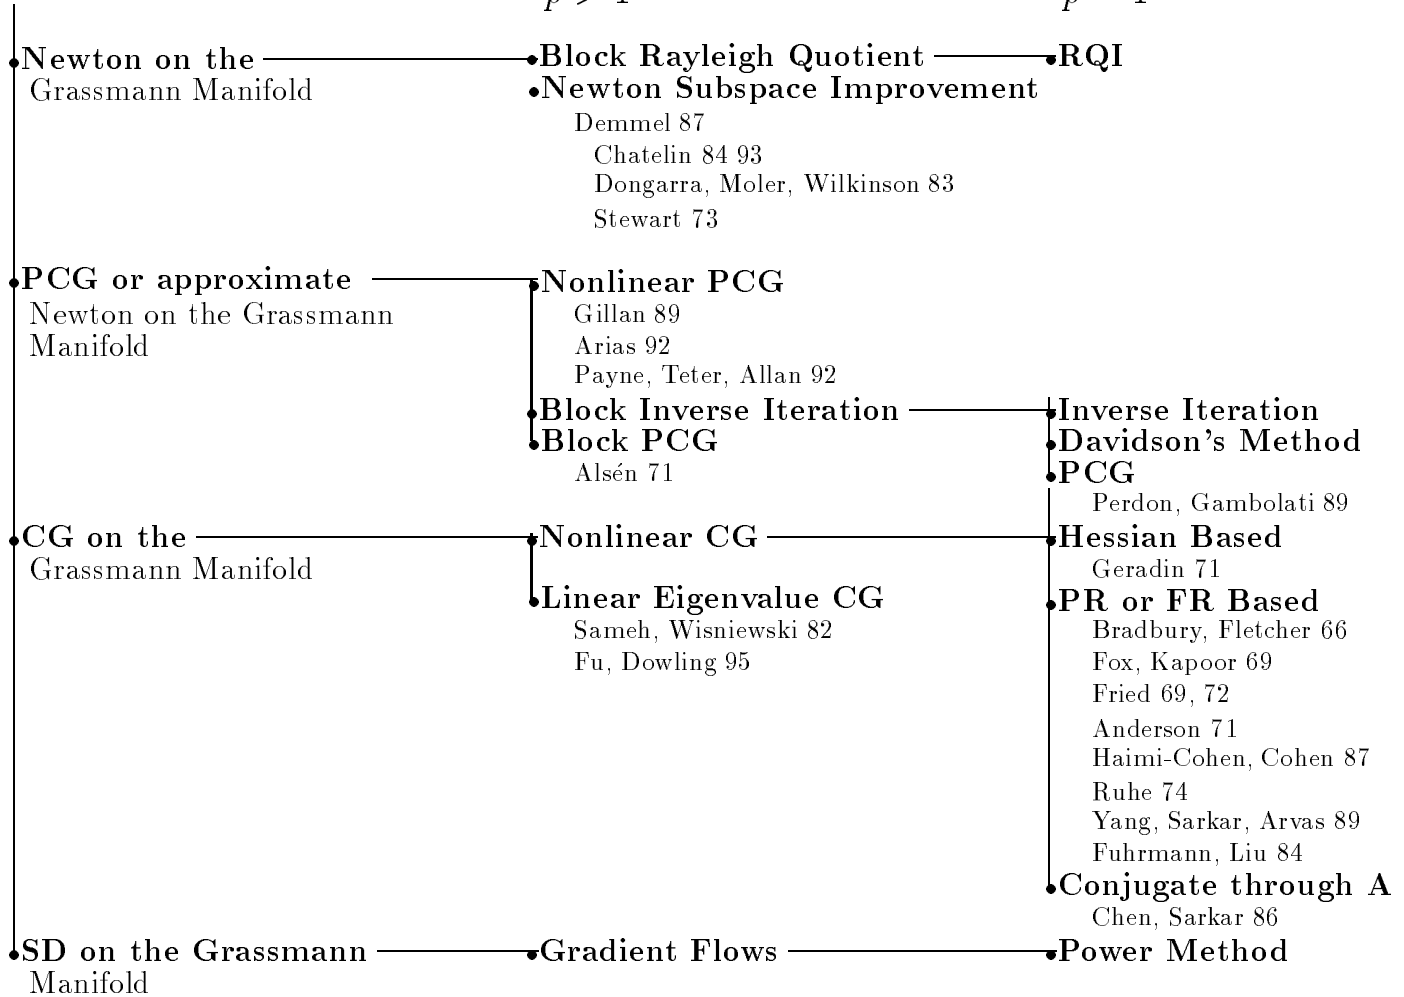 Newton on the
Grassmann Manifold
Block Rayleigh Quotient
RQI
Newton Subspace Improvement
Demmel 87
Chatelin 84 93
Dongarra, Moler, Wilkinson 83
Stewart 73
PCG or approximate
Newton on the Grassmann
Manifold
Nonlinear PCG
Gillan 89
Arias 92
Payne, Teter, Allan 92
Block Inverse Iteration
Inverse Iteration
Block PCG
Davidson's Method
Alsén 71
PCG
Perdon, Gambolati 89
CG on the
Grassmann Manifold
Nonlinear CG
Hessian Based
Geradin 71
Linear Eigenvalue CG
Sameh, Wisniewski 82
Fu, Dowling 95
PR or FR Based
Bradbury, Fletcher 66
Fox, Kapoor 69
Fried 69, 72
Anderson 71
Haimi-Cohen, Cohen 87
Ruhe 74
Yang, Sarkar, Arvas 89
Fuhrmann, Liu 84
Conjugate through A
Chen, Sarkar 86
SD on the Grassmann
Manifold
Gradient Flows
Power Method